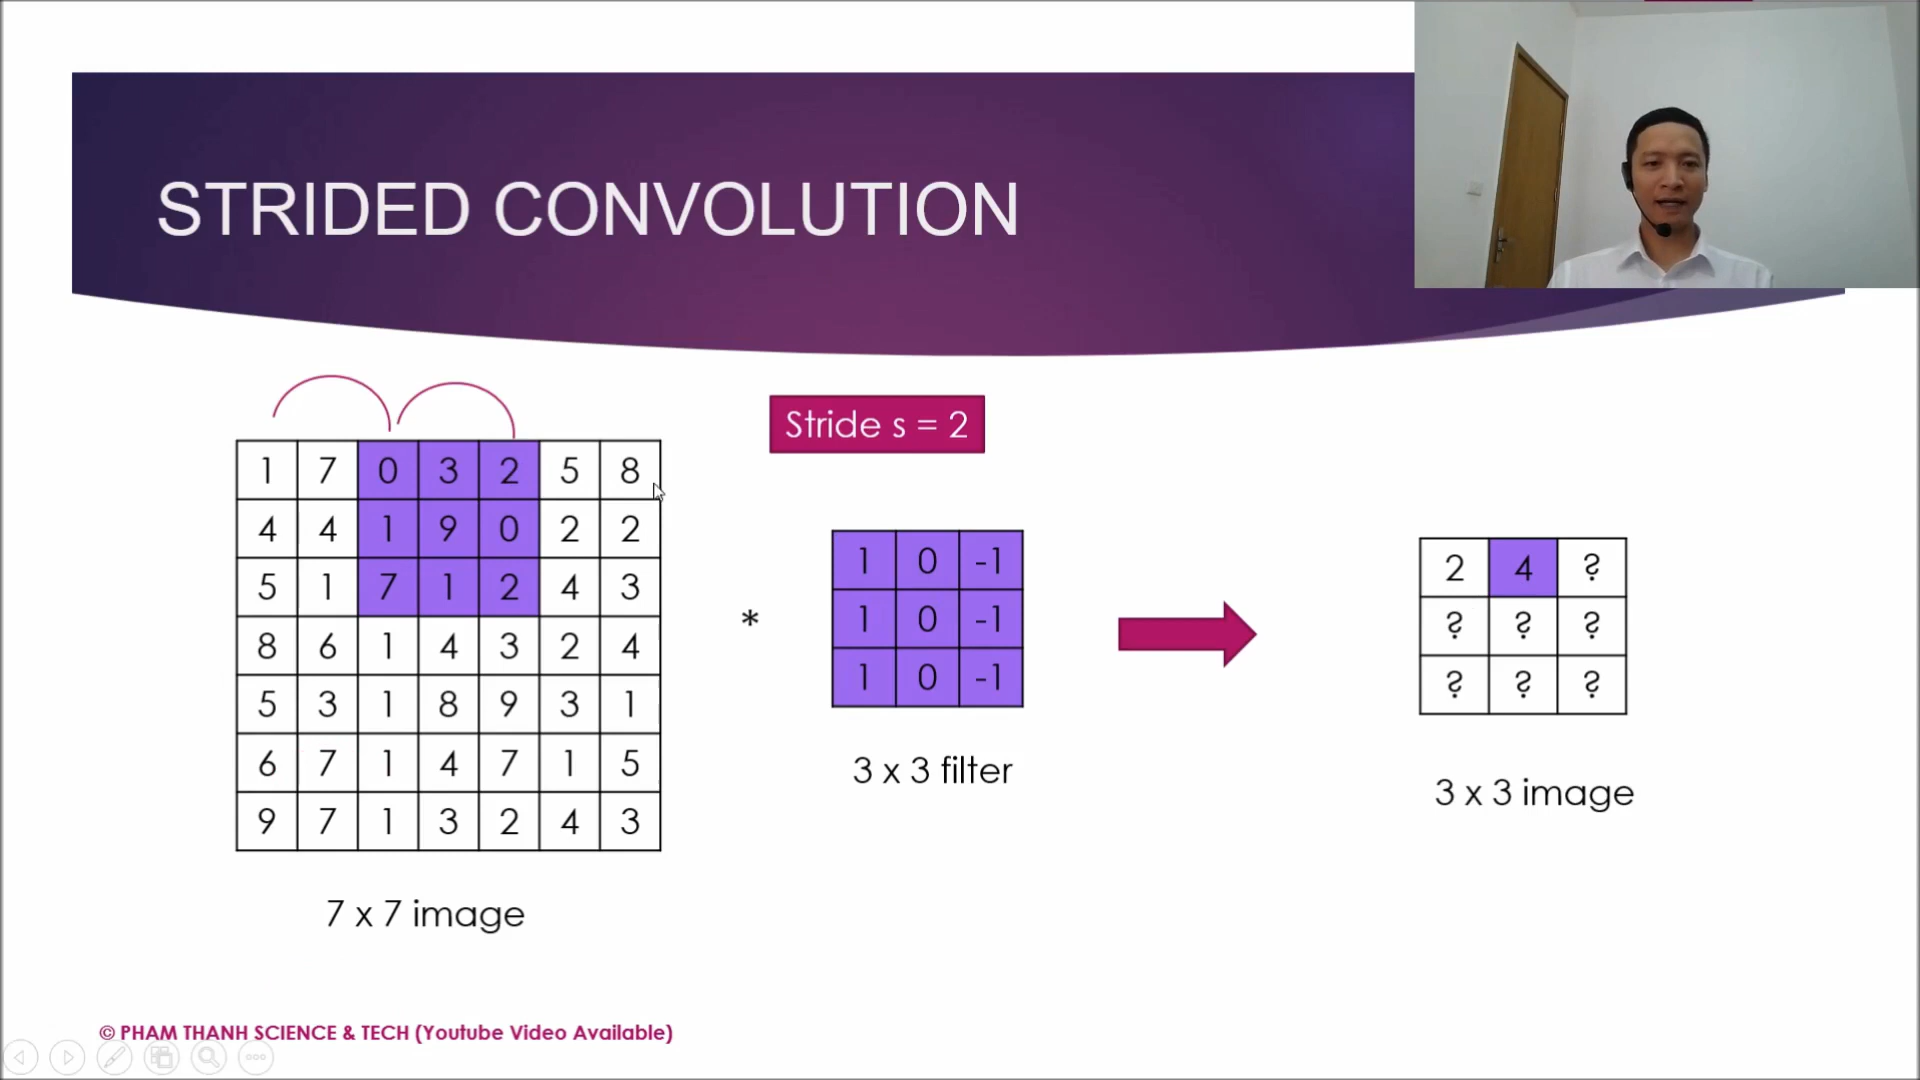 STRIDED CONVOLUTION
Stride s = 2
1 7 0 3 2 5 8
4 4 1 9 0 2 2
5 1 7 1 2 4 3
8 6 1 4 3 2 4
5 3 1 8 9 3 1
6 7 1 4 7 1 5
9 7 1 3 2 4 3
7 x 7 image
*
1 0 -1
1 0 -1
1 0 -1
3 x 3 filter
2 4 ?
? ? ?
? ? ?
3 x 3 image
© PHAM THANH SCIENCE & TECH (Youtube Video Available)